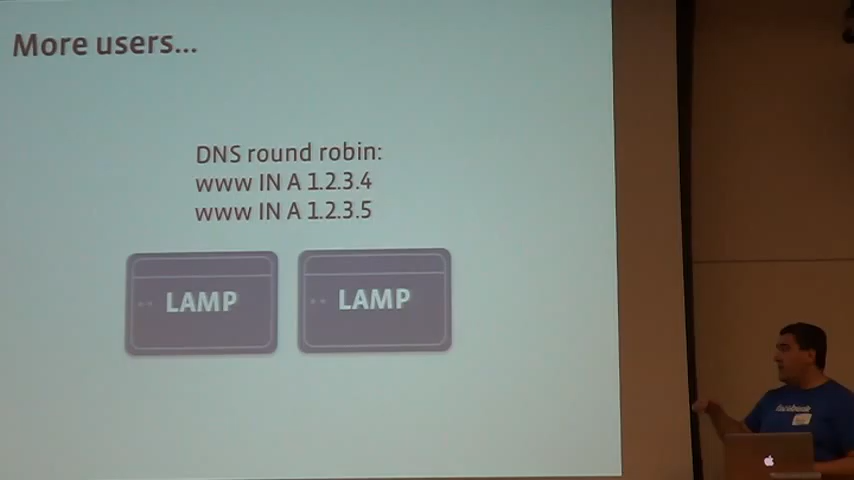 More users...
DNS round robin:
www IN A 1.2.3.4
www IN A 1.2.3.5
LAMP
LAMP